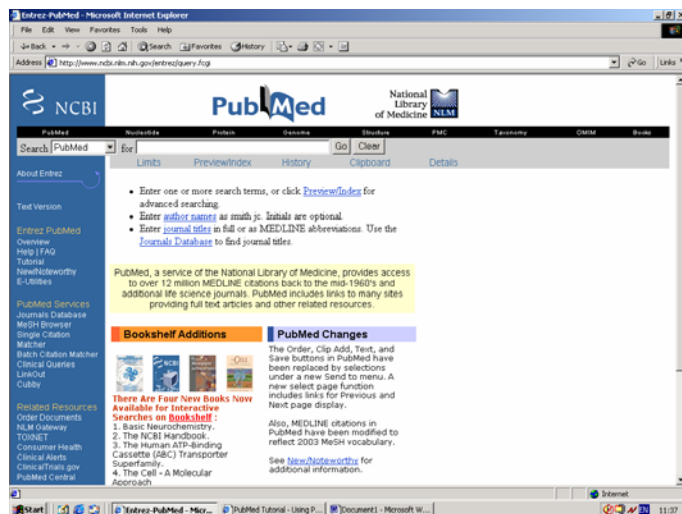 Entrez-PubMed - Microsoft Internet Explorer
File Edit View Favorites Tools Help
Back Search Favorites History
Address http://www.ncbi.nlm.nih.gov/entrez/query.fcgi Go Links
NCBI PubMed National Library of Medicine NLM
PubMed Nucleotide Protein Genome Structure PMC Taxonomy OMIM Books
Search PubMed for Go Clear
Limits Preview/Index History Clipboard Details
About Entrez
Text Version
Entrez PubMed
Overview
Help | FAQ
Tutorial
New/Noteworthy
E-Utilities
PubMed Services
Journals Database
MeSH Browser
Single Citation
Matcher
Batch Citation Matcher
Clinical Queries
LinkOut
Cubby
Related Resources
Order Documents
NLM Gateway
TOXNET
Consumer Health
Clinical Alerts
ClinicalTrials.gov
PubMed Central
• Enter one or more search terms, or click Preview/Index for
advanced searching.
• Enter author names as smith jc. Initials are optional.
• Enter journal titles in full or as MEDLINE abbreviations. Use the
Journals Database to find journal titles.
PubMed, a service of the National Library of Medicine, provides access
to over 12 million MEDLINE citations back to the mid-1960's and
additional life science journals. PubMed includes links to many sites
providing full text articles and other related resources.
Bookshelf Additions
There Are Four New Books Now
Available for Interactive
Searches on Bookshelf :
1. Basic Neurochemistry.
2. The NCBI Handbook.
3. The Human ATP-Binding
Cassette (ABC) Transporter
Superfamily.
4. The Cell - A Molecular
Approach
PubMed Changes
The Order, Clip Add, Text, and
Save buttons in PubMed have
been replaced by selections
under a new Send to menu. A
new select page function
includes links for Previous and
Next page display.
Also, MEDLINE citations in
PubMed have been modified to
reflect 2003 MeSH vocabulary.
See New/Noteworthy for
additional information.
Internet
Start Entrez-PubMed - Micr... PubMed Tutorial - Using P... Document1 - Microsoft W... EN 11:37